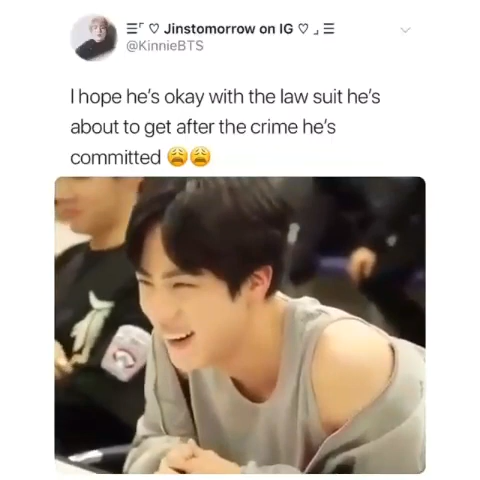 ☰⌜ ♡ Jinstomorrow on IG ♡ ⌟ ☰
@KinnieBTS
I hope he's okay with the law suit he's
about to get after the crime he's
committed 😩😩